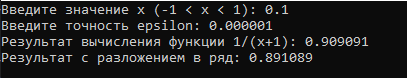 Введите значение x (-1 < x < 1): 0.1
Введите точность epsilon: 0.000001
Результат вычисления функции 1/(x+1): 0.909091
Результат с разложением в ряд: 0.891089